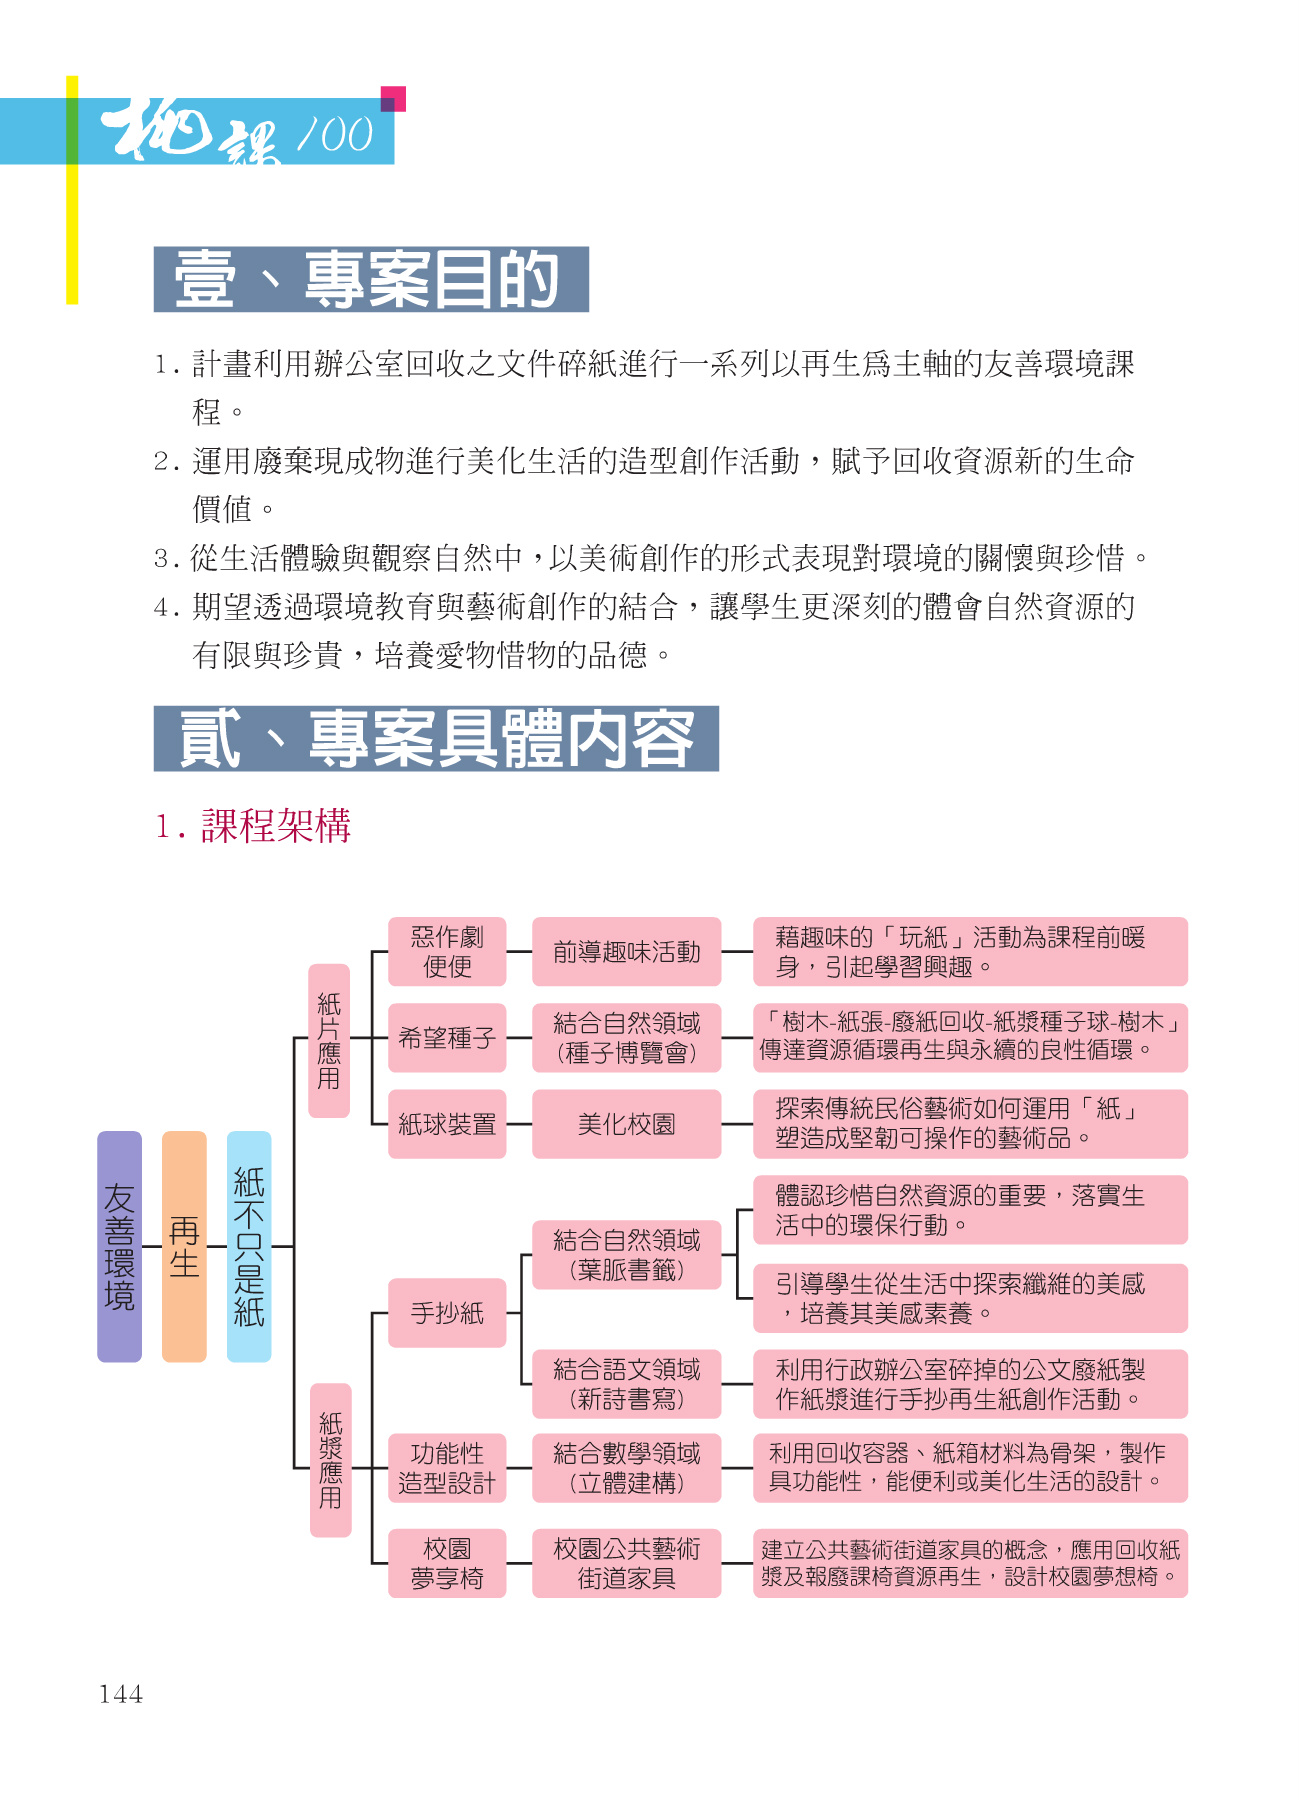 桃課100
壹、專案目的
1. 計畫利用辦公室回收之文件碎紙進行一系列以再生為主軸的友善環境課
程。
2. 運用廢棄現成物進行美化生活的造型創作活動，賦予回收資源新的生命
價值。
3. 從生活體驗與觀察自然中，以美術創作的形式表現對環境的關懷與珍惜。
4. 期望透過環境教育與藝術創作的結合，讓學生更深刻的體會自然資源的
有限與珍貴，培養愛物惜物的品德。
貳、專案具體內容
1. 課程架構
友善環境
再生
紙不只是紙
紙片應用
惡作劇
便便
前導趣味活動
藉趣味的「玩紙」活動為課程前暖
身，引起學習興趣。
希望種子
結合自然領域
(種子博覽會)
「樹木-紙張-廢紙回收-紙漿種子球-樹木」
傳達資源循環再生與永續的良性循環。
紙球裝置
美化校園
探索傳統民俗藝術如何運用「紙」
塑造成堅韌可操作的藝術品。
紙漿應用
手抄紙
結合自然領域
(葉脈書籤)
體認珍惜自然資源的重要，落實生
活中的環保行動。
引導學生從生活中探索纖維的美感
，培養其美感素養。
結合語文領域
(新詩書寫)
利用行政辦公室碎掉的公文廢紙製
作紙漿進行手抄再生紙創作活動。
功能性
造型設計
結合數學領域
(立體建構)
利用回收容器、紙箱材料為骨架，製作
具功能性，能便利或美化生活的設計。
校園
夢享椅
校園公共藝術
街道家具
建立公共藝術街道家具的概念，應用回收紙
漿及報廢課椅資源再生，設計校園夢想椅。
144